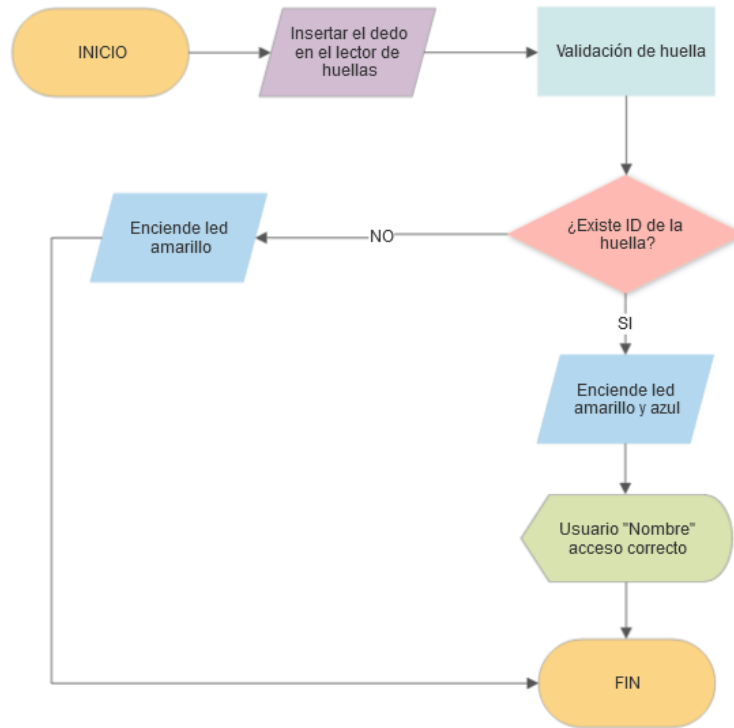 INICIO
Insertar el dedo
en el lector de
huellas
Validación de huella
¿Existe ID de la
huella?
NO
Enciende led
amarillo
SI
Enciende led
amarillo y azul
Usuario "Nombre"
acceso correcto
FIN